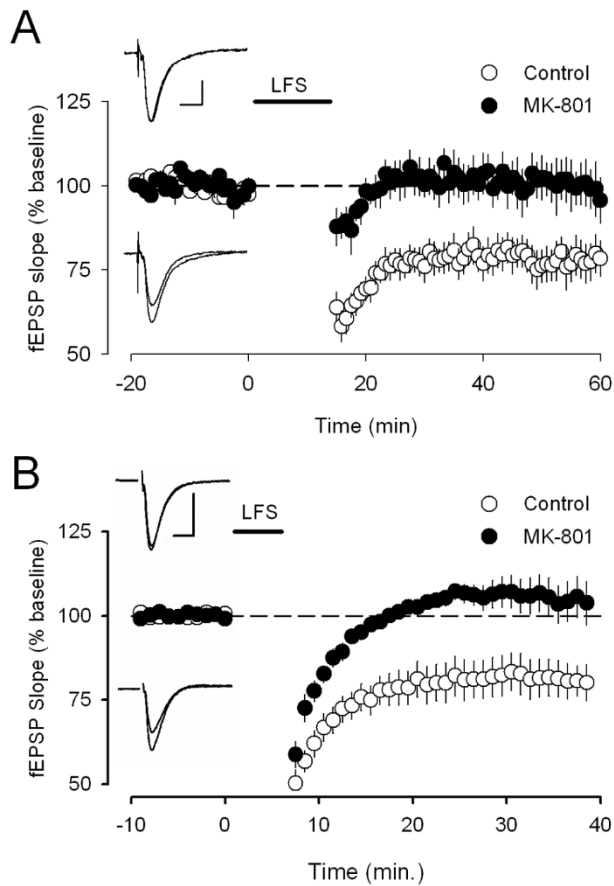 A
LFS
Control
MK-801
125
100
75
50
fEPSP slope (% baseline)
-20
0
20
40
60
Time (min)
B
LFS
Control
MK-801
125
100
75
50
fEPSP Slope (% baseline)
-10
0
10
20
30
40
Time (min.)